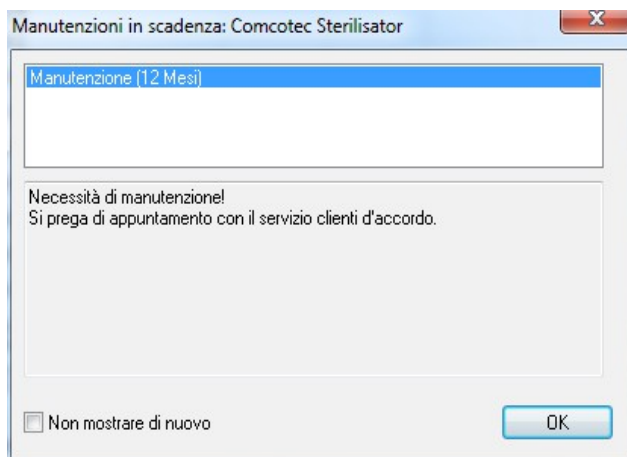 Manutenzioni in scadenza: Comcotec Sterilisator
Manutenzione (12 Mesi)
Necessità di manutenzione!
Si prega di appuntamento con il servizio clienti d'accordo.
Non mostrare di nuovo
OK